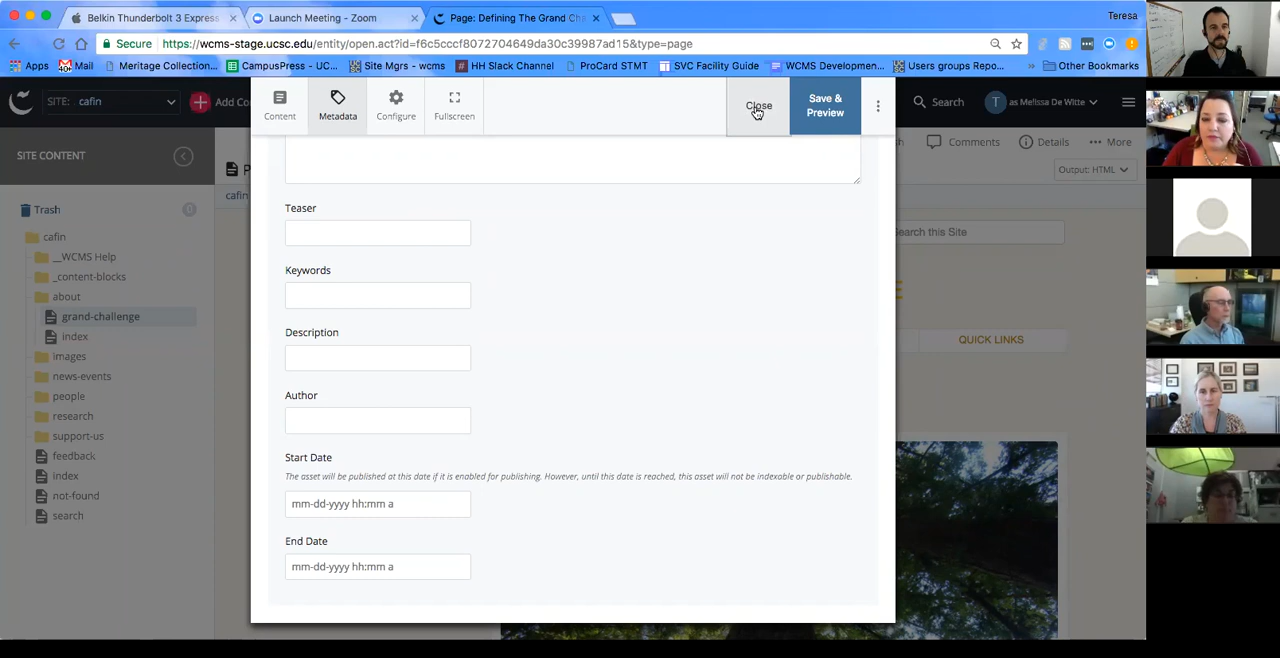 Belkin Thunderbolt 3 Express
Launch Meeting - Zoom
Page: Defining The Grand Cha
Teresa
Secure
https://wcms-stage.ucsc.edu/entity/open.act?id=f6c5cccf8072704649da30c39987ad15&type=page
Apps
40+
Mail
Meritage Collection...
CampusPress - UC...
Site Mgrs - wcms
HH Slack Channel
ProCard STMT
SVC Facility Guide
WCMS Developmen...
Users groups Repo...
»
Other Bookmarks
SITE:
cafin
Add Co
Content
Metadata
Configure
Fullscreen
Close
Save &
Preview
Search
T
as Melissa De Witte
SITE CONTENT
Comments
Details
More
Output: HTML
Trash
0
cafin
__WCMS Help
_content-blocks
about
grand-challenge
index
images
news-events
people
research
support-us
feedback
index
not-found
search
cafin
earch this Site
QUICK LINKS
Teaser
Keywords
Description
Author
Start Date
The asset will be published at this date if it is enabled for publishing. However, until this date is reached, this asset will not be indexable or publishable.
mm-dd-yyyy hh:mm a
End Date
mm-dd-yyyy hh:mm a